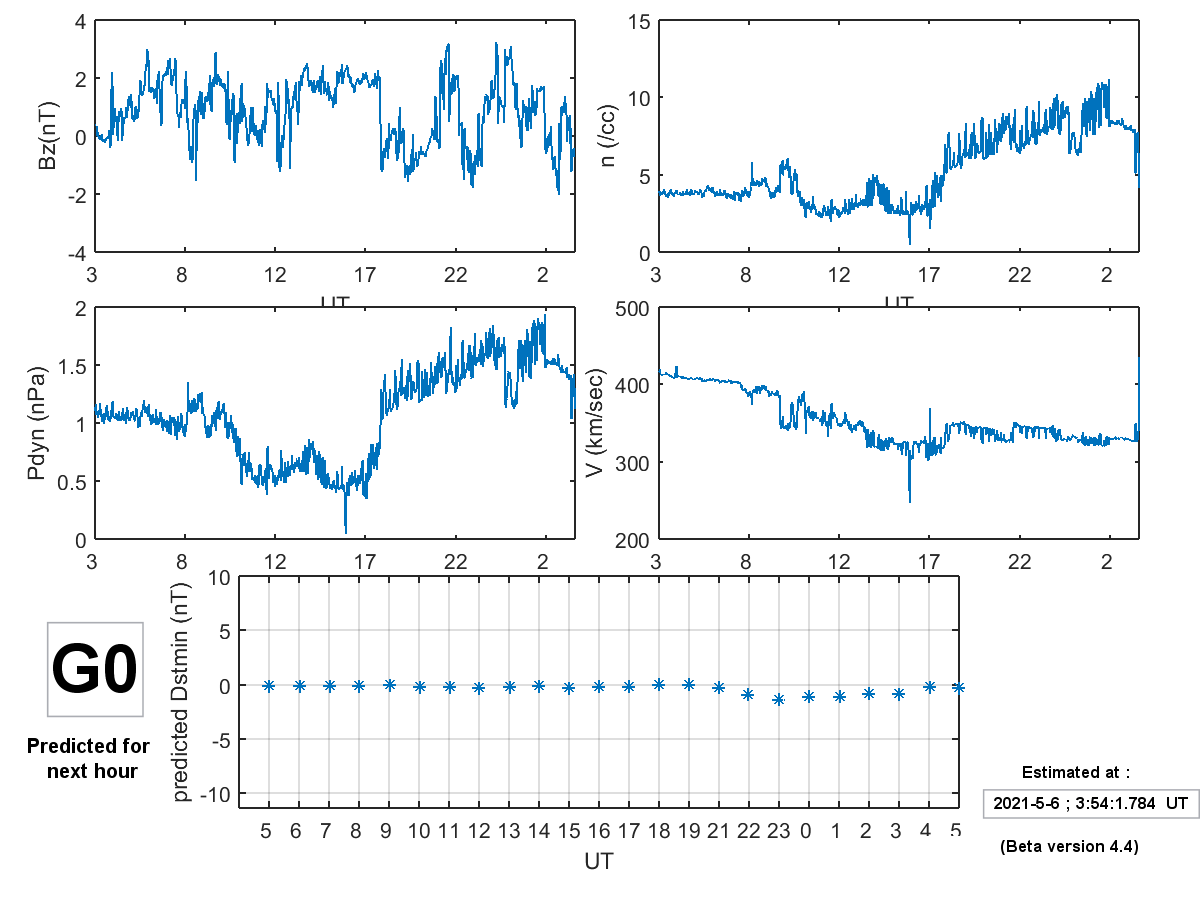 4
2
0
-2
-4
Bz(nT)
3 8 12 17 22 2
UT
15
10
5
0
n (/cc)
3 8 12 17 22 2
UT
2
1.5
1
0.5
0
Pdyn (nPa)
3 8 12 17 22 2
500
400
300
200
V (km/sec)
3 8 12 17 22 2
G0
Predicted for
next hour
10
5
0
-5
-10
predicted Dstmin (nT)
5 6 7 8 9 10 11 12 13 14 15 16 17 18 19 21 22 23 0 1 2 3 4 5
UT
Estimated at :
2021-5-6 ; 3:54:1.784 UT
(Beta version 4.4)